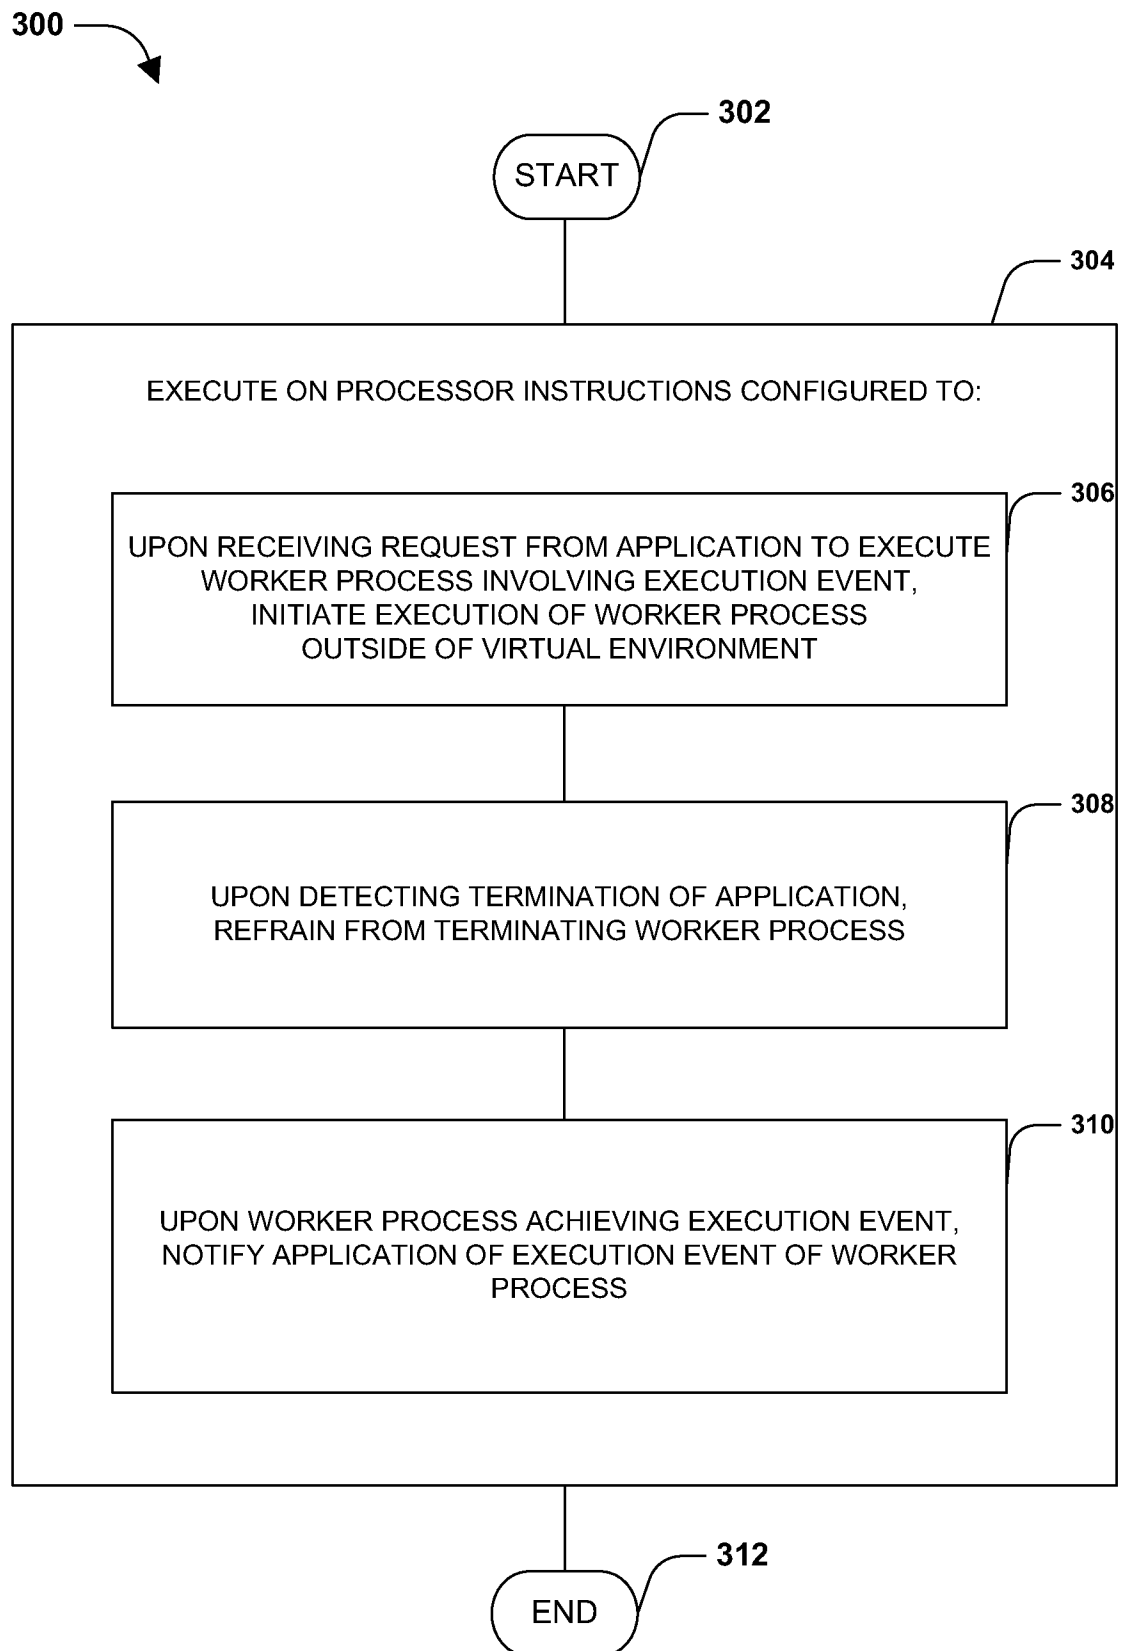 300
302
START
304
EXECUTE ON PROCESSOR INSTRUCTIONS CONFIGURED TO:
306
UPON RECEIVING REQUEST FROM APPLICATION TO EXECUTE
WORKER PROCESS INVOLVING EXECUTION EVENT,
INITIATE EXECUTION OF WORKER PROCESS
OUTSIDE OF VIRTUAL ENVIRONMENT
308
UPON DETECTING TERMINATION OF APPLICATION,
REFRAIN FROM TERMINATING WORKER PROCESS
310
UPON WORKER PROCESS ACHIEVING EXECUTION EVENT,
NOTIFY APPLICATION OF EXECUTION EVENT OF WORKER
PROCESS
312
END